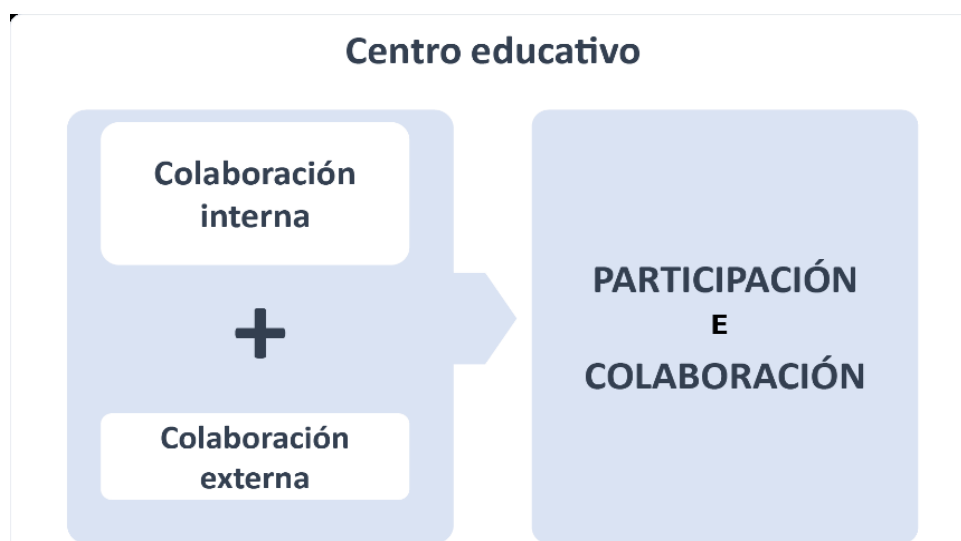 Centro educativo
Colaboración
interna
+
Colaboración
externa
PARTICIPACIÓN
E
COLABORACIÓN